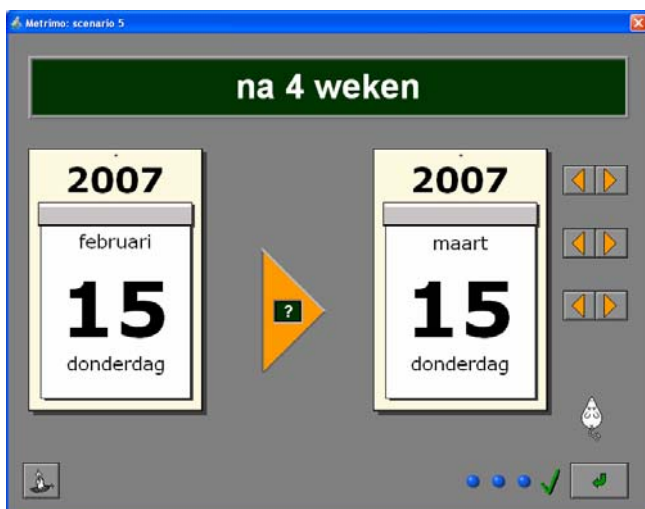 Metrimo: scenario 5
na 4 weken
2007
februari
15
donderdag
?
2007
maart
15
donderdag